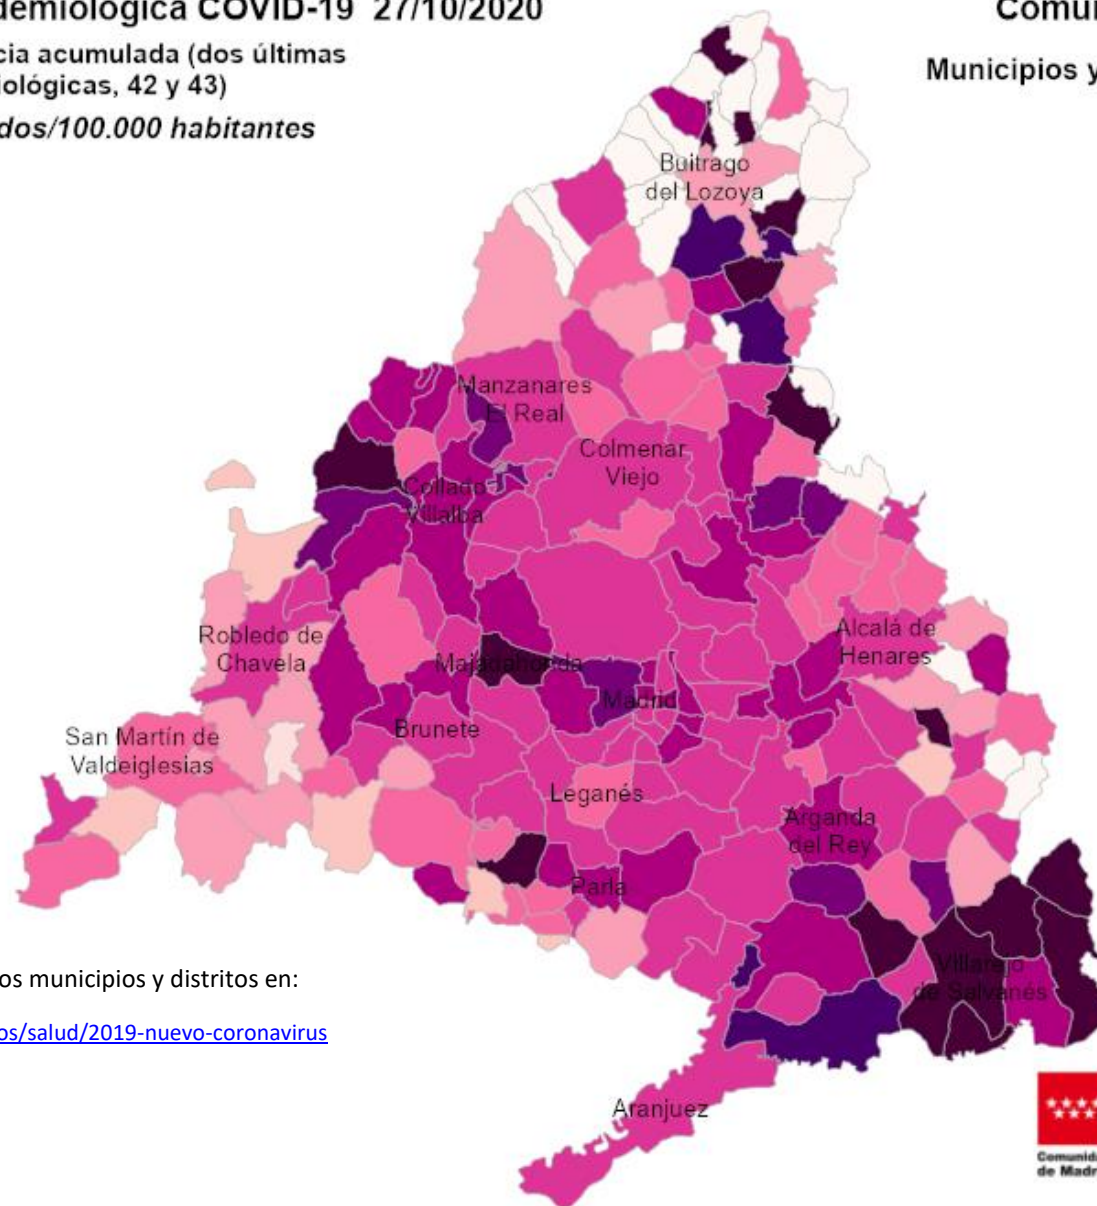 demiológica COVID-19 27/10/2020
cia acumulada (dos últimas
iológicas, 42 y 43)
dos/100.000 habitantes
Comu
Municipios y
Buitrago
del Lozoya
Manzanares
El Real
Colmenar
Viejo
Collado
Villalba
Robledo de
Chavela
Majadahonda
Alcalá de
Henares
Madrid
Brunete
San Martín de
Valdeiglesias
Leganés
Arganda
del Rey
Parla
Villarejo
de Salvanés
Aranjuez
os municipios y distritos en:
os/salud/2019-nuevo-coronavirus
Comunid
de Madr